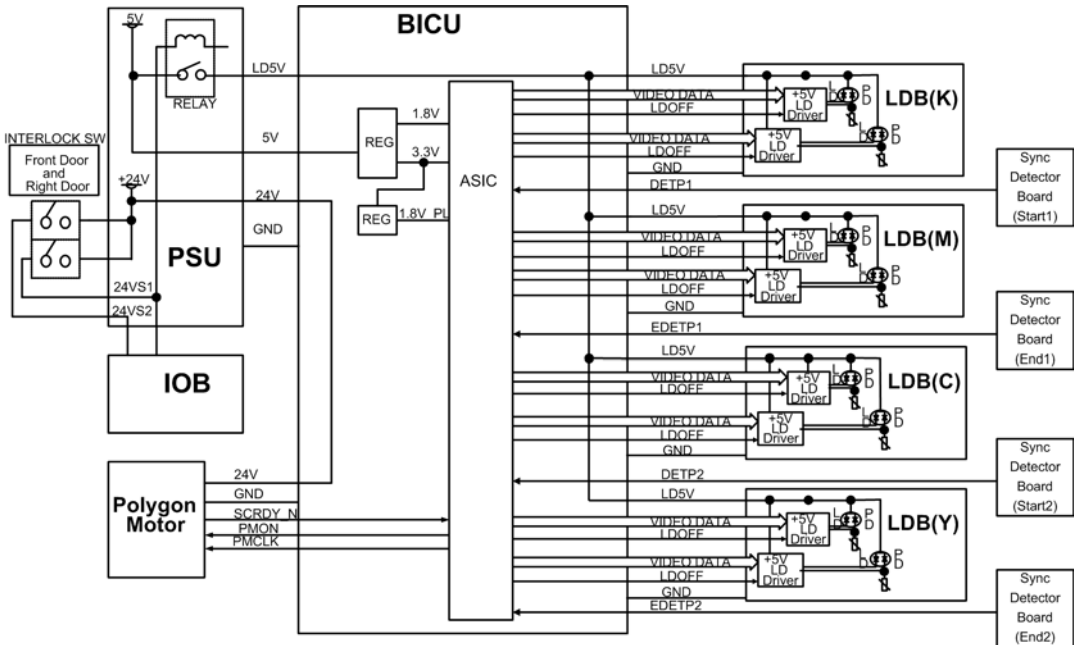 BICU
5V
RELAY
LD5V
5V
INTERLOCK SW
Front Door
and
Right Door
+24V
24V
GND
PSU
24VS1
24VS2
IOB
Polygon
Motor
24V
GND
SCRDY_N
PMON
PMCLK
REG
1.8V
3.3V
REG
1.8V_PL
ASIC
LD5V
VIDEO DATA
LDOFF
VIDEO DATA
LDOFF
GND
LDB(K)
+5V
LD
Driver
+5V
LD
Driver
L
D
P
D
L
D
P
D
DETP1
Sync
Detector
Board
(Start1)
LD5V
VIDEO DATA
LDOFF
VIDEO DATA
LDOFF
GND
LDB(M)
+5V
LD
Driver
+5V
LD
Driver
L
D
P
D
L
D
P
D
EDETP1
Sync
Detector
Board
(End1)
LD5V
VIDEO DATA
LDOFF
VIDEO DATA
LDOFF
GND
LDB(C)
+5V
LD
Driver
+5V
LD
Driver
L
D
P
D
L
D
P
D
DETP2
Sync
Detector
Board
(Start2)
LD5V
VIDEO DATA
LDOFF
VIDEO DATA
LDOFF
GND
LDB(Y)
+5V
LD
Driver
+5V
LD
Driver
L
D
P
D
L
D
P
D
EDETP2
Sync
Detector
Board
(End2)